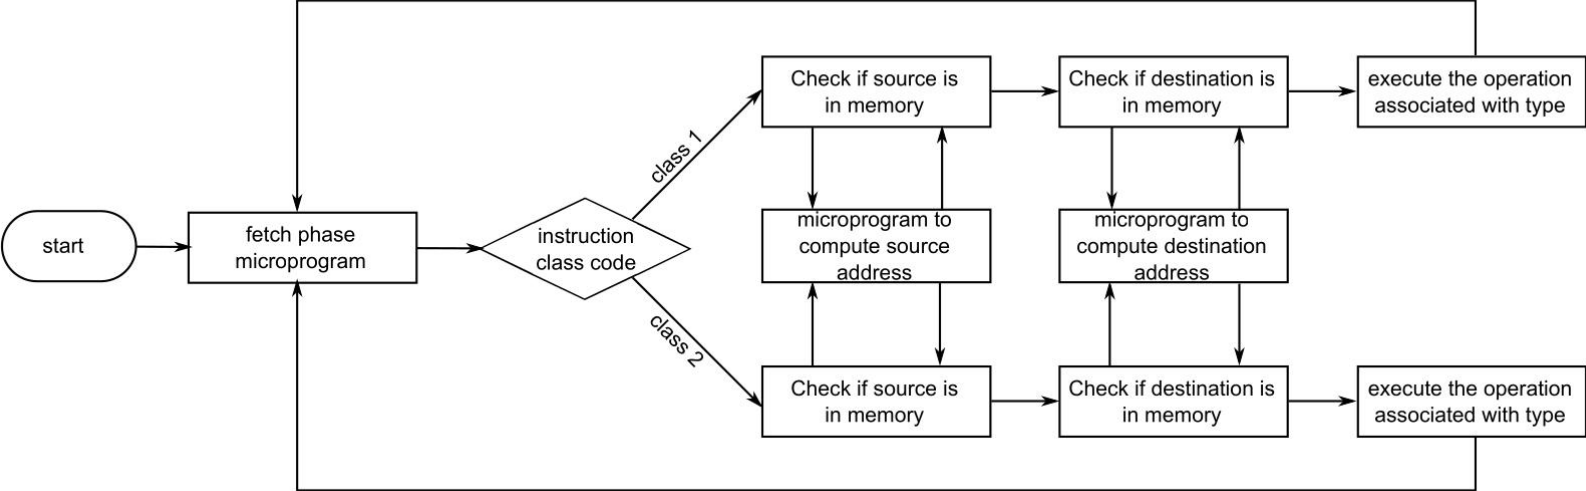 Check if source is
in memory
Check if destination is
in memory
execute the operation
associated with type
class 1
start
fetch phase
microprogram
instruction
class code
microprogram to
compute source
address
microprogram to
compute destination
address
class 2
Check if source is
in memory
Check if destination is
in memory
execute the operation
associated with type